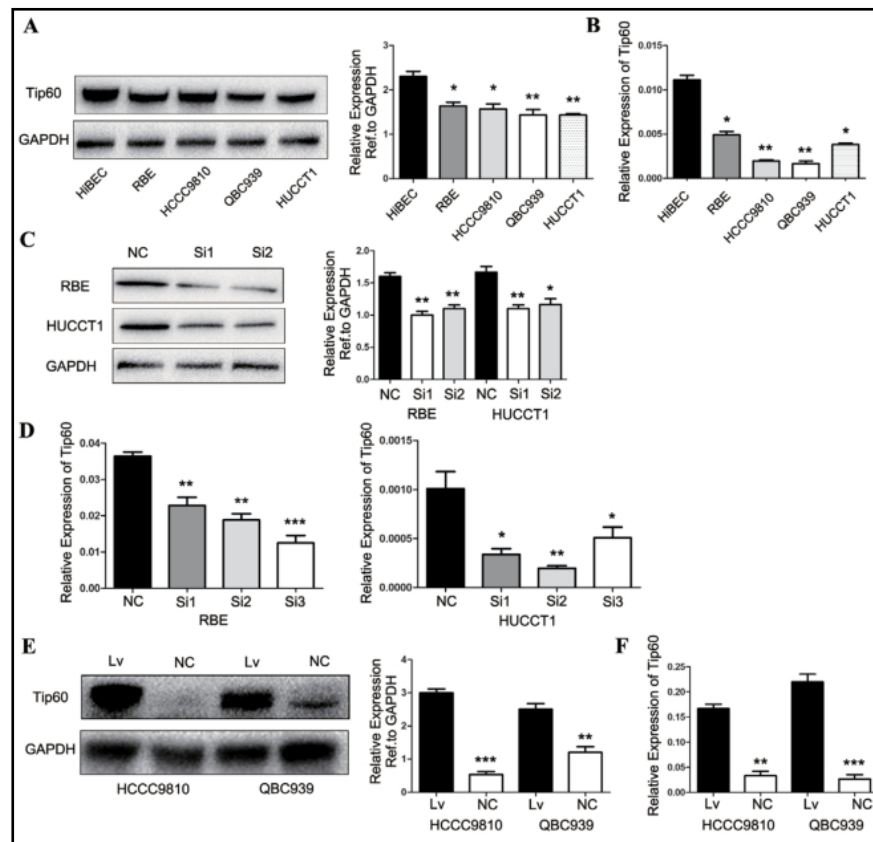 A
Tip60
GAPDH
HiBEC
RBE
HCCC9810
QBC939
HUCCT1
Relative Expression
Ref.to GAPDH
3
2
1
0
*
*
**
**
HiBEC
RBE
HCCC9810
QBC939
HUCCT1
B
Relative Expression of Tip60
0.015
0.010
0.005
0.000
*
**
**
*
HiBEC
RBE
HCCC9810
QBC939
HUCCT1
C
NC Si1 Si2
RBE
HUCCT1
GAPDH
Relative Expression
Ref.to GAPDH
2.0
1.5
1.0
0.5
0.0
** ** ** *
NC Si1 Si2 NC Si1 Si2
RBE HUCCT1
D
Relative Expression of Tip60
0.04
0.03
0.02
0.01
0.00
**
**
***
NC Si1 Si2 Si3
RBE
Relative Expression of Tip60
0.0015
0.0010
0.0005
0.0000
*
**
*
NC Si1 Si2 Si3
HUCCT1
E
Lv NC Lv NC
Tip60
GAPDH
HCCC9810 QBC939
Relative Expression
Ref.to GAPDH
4
3
2
1
0
***
**
Lv NC Lv NC
HCCC9810 QBC939
F
Relative Expression of Tip60
0.25
0.20
0.15
0.10
0.05
0.00
**
***
Lv NC Lv NC
HCCC9810 QBC939